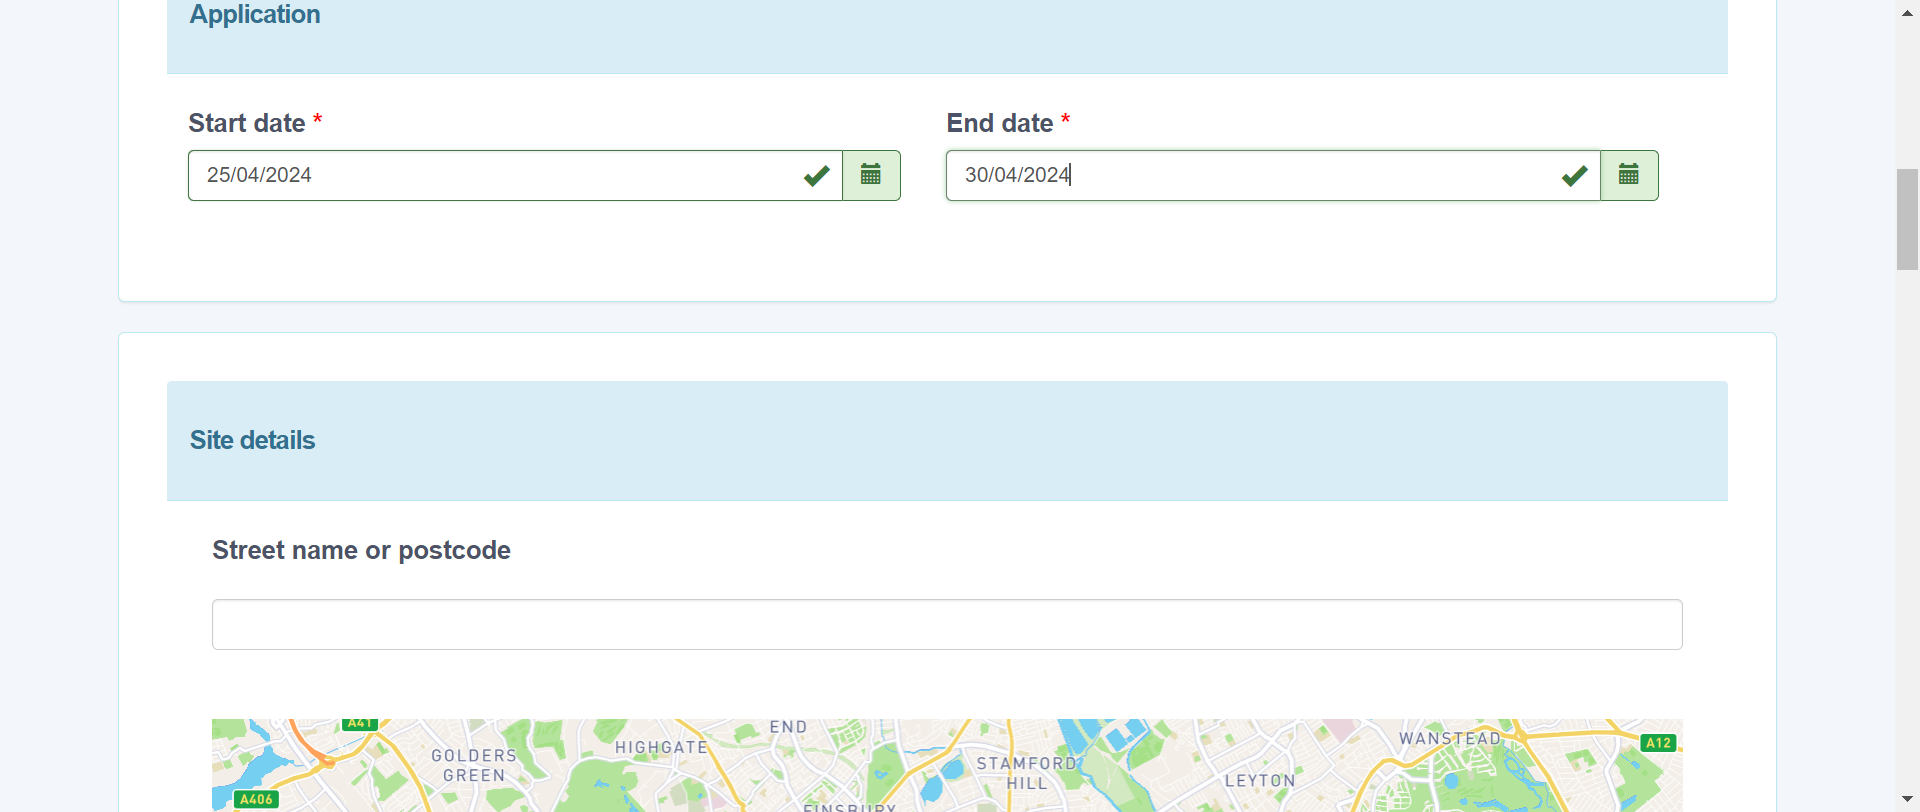 Application
Start date *
End date *
25/04/2024
30/04/2024
Site details
Street name or postcode
A41
END
GOLDERS
GREEN
HIGHGATE
STAMFORD
HILL
WANSTEAD
A12
LEYTON
A406
FINSBURY